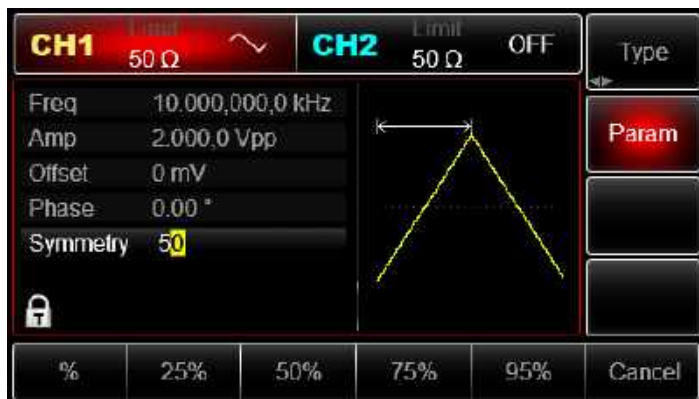 CH1 Limit 50 Ω CH2 Limit 50 Ω OFF Type
Freq 10.000,000,0 kHz
Amp 2.000,0 Vpp
Param
Offset 0 mV
Phase 0.00 °
Symmetry 50
% 25% 50% 75% 95% Cancel